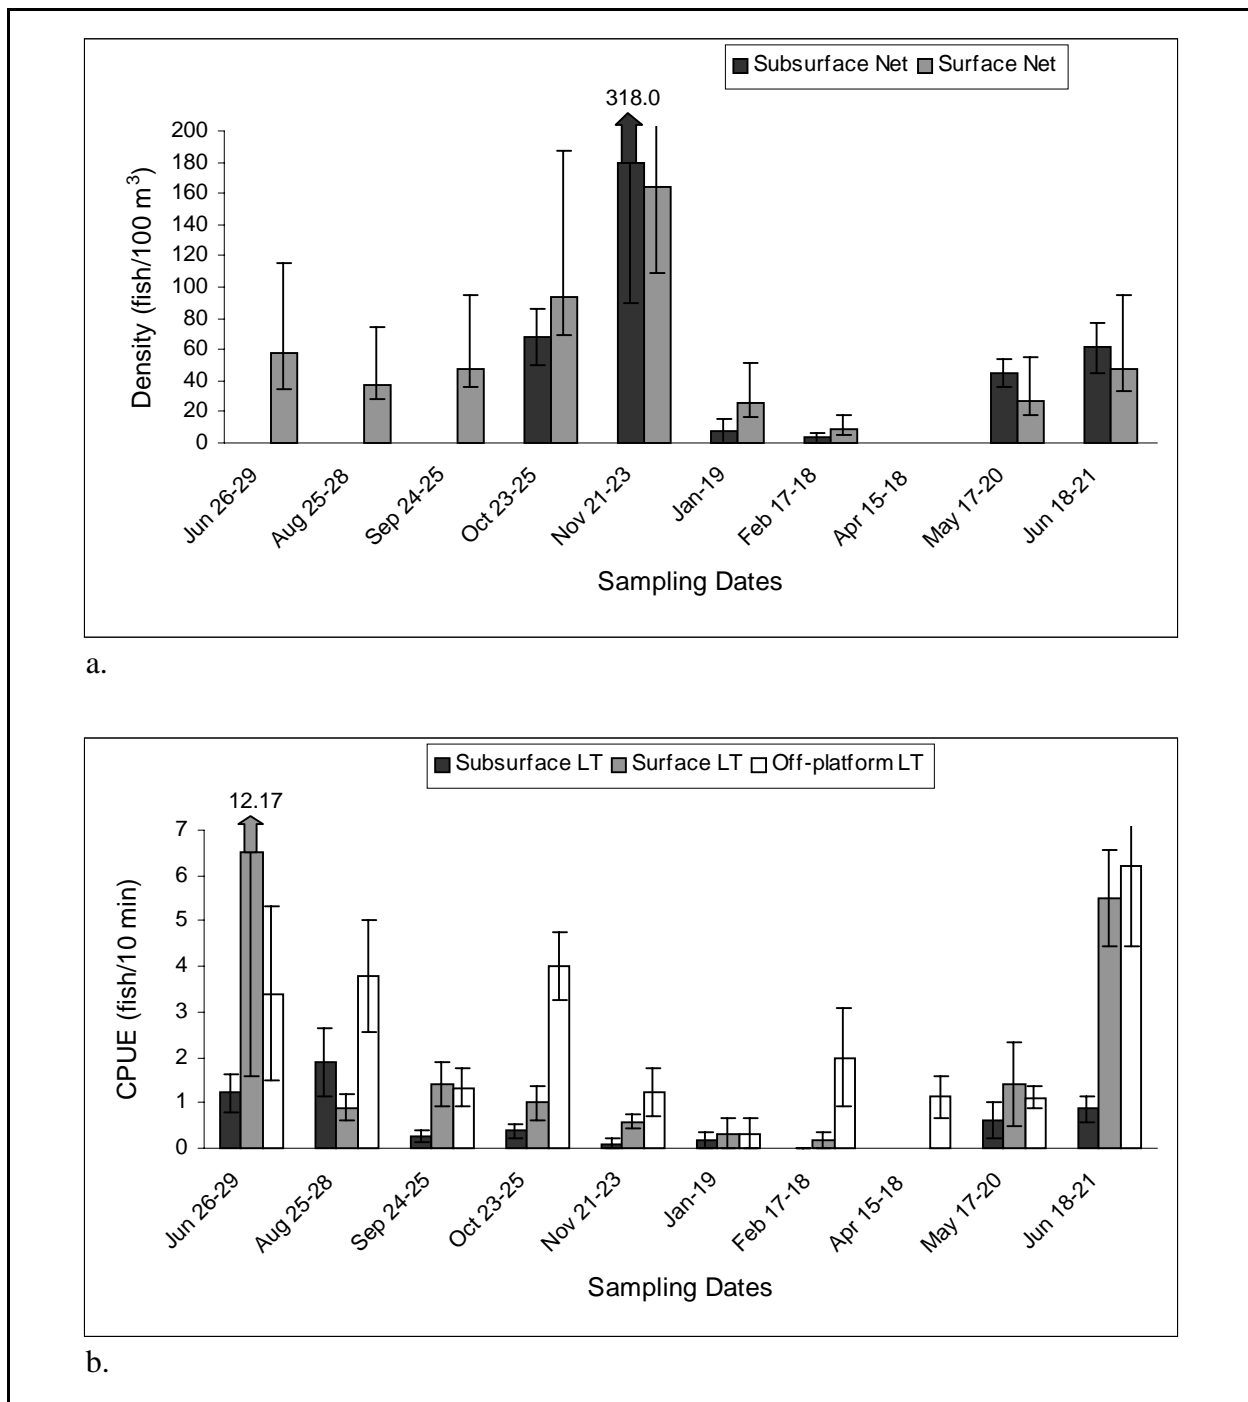 Subsurface Net Surface Net
318.0
200
180
160
140
120
100
80
60
40
20
0
Density (fish/100 m³)
Jun 26-29 Aug 25-28 Sep 24-25 Oct 23-25 Nov 21-23 Jan-19 Feb 17-18 Apr 15-18 May 17-20 Jun 18-21
Sampling Dates
a.
Subsurface LT Surface LT Off-platform LT
12.17
7
6
5
4
3
2
1
0
CPUE (fish/10 min)
Jun 26-29 Aug 25-28 Sep 24-25 Oct 23-25 Nov 21-23 Jan-19 Feb 17-18 Apr 15-18 May 17-20 Jun 18-21
Sampling Dates
b.